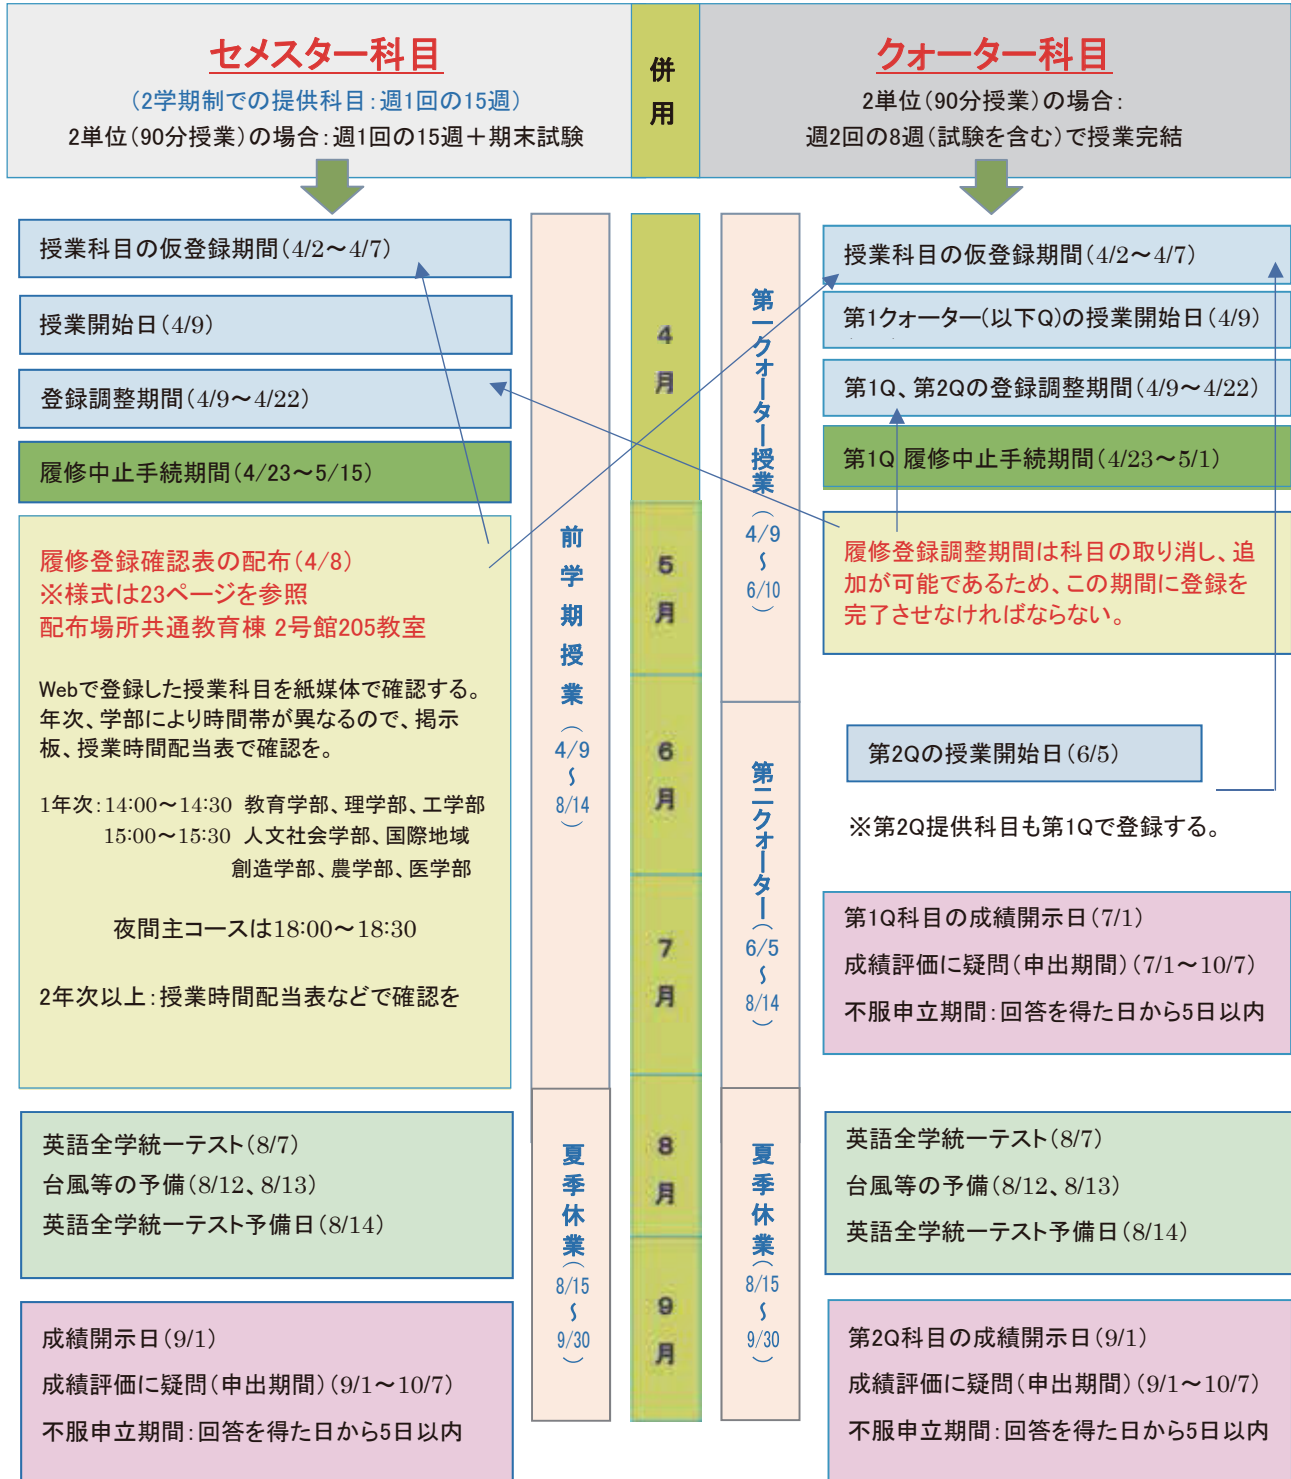 セメスター科目
(2学期制での提供科目:週1回の15週)
2単位(90分授業)の場合:週1回の15週+期末試験
併用
クォーター科目
2単位(90分授業)の場合:
週2回の8週(試験を含む)で授業完結
授業科目の仮登録期間(4/2~4/7)
授業開始日(4/9)
登録調整期間(4/9~4/22)
履修中止手続期間(4/23~5/15)
履修登録確認表の配布(4/8)
※様式は23ページを参照
配布場所共通教育棟 2号館205教室
Webで登録した授業科目を紙媒体で確認する。
年次、学部により時間帯が異なるので、掲示
板、授業時間配当表で確認を。
1年次:14:00~14:30 教育学部、理学部、工学部
15:00~15:30 人文社会学部、国際地域
創造学部、農学部、医学部
夜間主コースは18:00~18:30
2年次以上:授業時間配当表などで確認を
英語全学統一テスト(8/7)
台風等の予備(8/12、8/13)
英語全学統一テスト予備日(8/14)
成績開示日(9/1)
成績評価に疑問(申出期間)(9/1~10/7)
不服申立期間:回答を得た日から5日以内
前学期授業(4/9~8/14)
夏季休業(8/15~9/30)
4月
5月
6月
7月
8月
9月
第一クォーター授業(4/9~6/10)
第二クォーター(6/5~8/14)
夏季休業(8/15~9/30)
授業科目の仮登録期間(4/2~4/7)
第1クォーター(以下Q)の授業開始日(4/9)
第1Q、第2Qの登録調整期間(4/9~4/22)
第1Q 履修中止手続期間(4/23~5/1)
履修登録調整期間は科目の取り消し、追
加が可能であるため、この期間に登録を
完了させなければならない。
第2Qの授業開始日(6/5)
※第2Q提供科目も第1Qで登録する。
第1Q科目の成績開示日(7/1)
成績評価に疑問(申出期間)(7/1~10/7)
不服申立期間:回答を得た日から5日以内
英語全学統一テスト(8/7)
台風等の予備(8/12、8/13)
英語全学統一テスト予備日(8/14)
第2Q科目の成績開示日(9/1)
成績評価に疑問(申出期間)(9/1~10/7)
不服申立期間:回答を得た日から5日以内